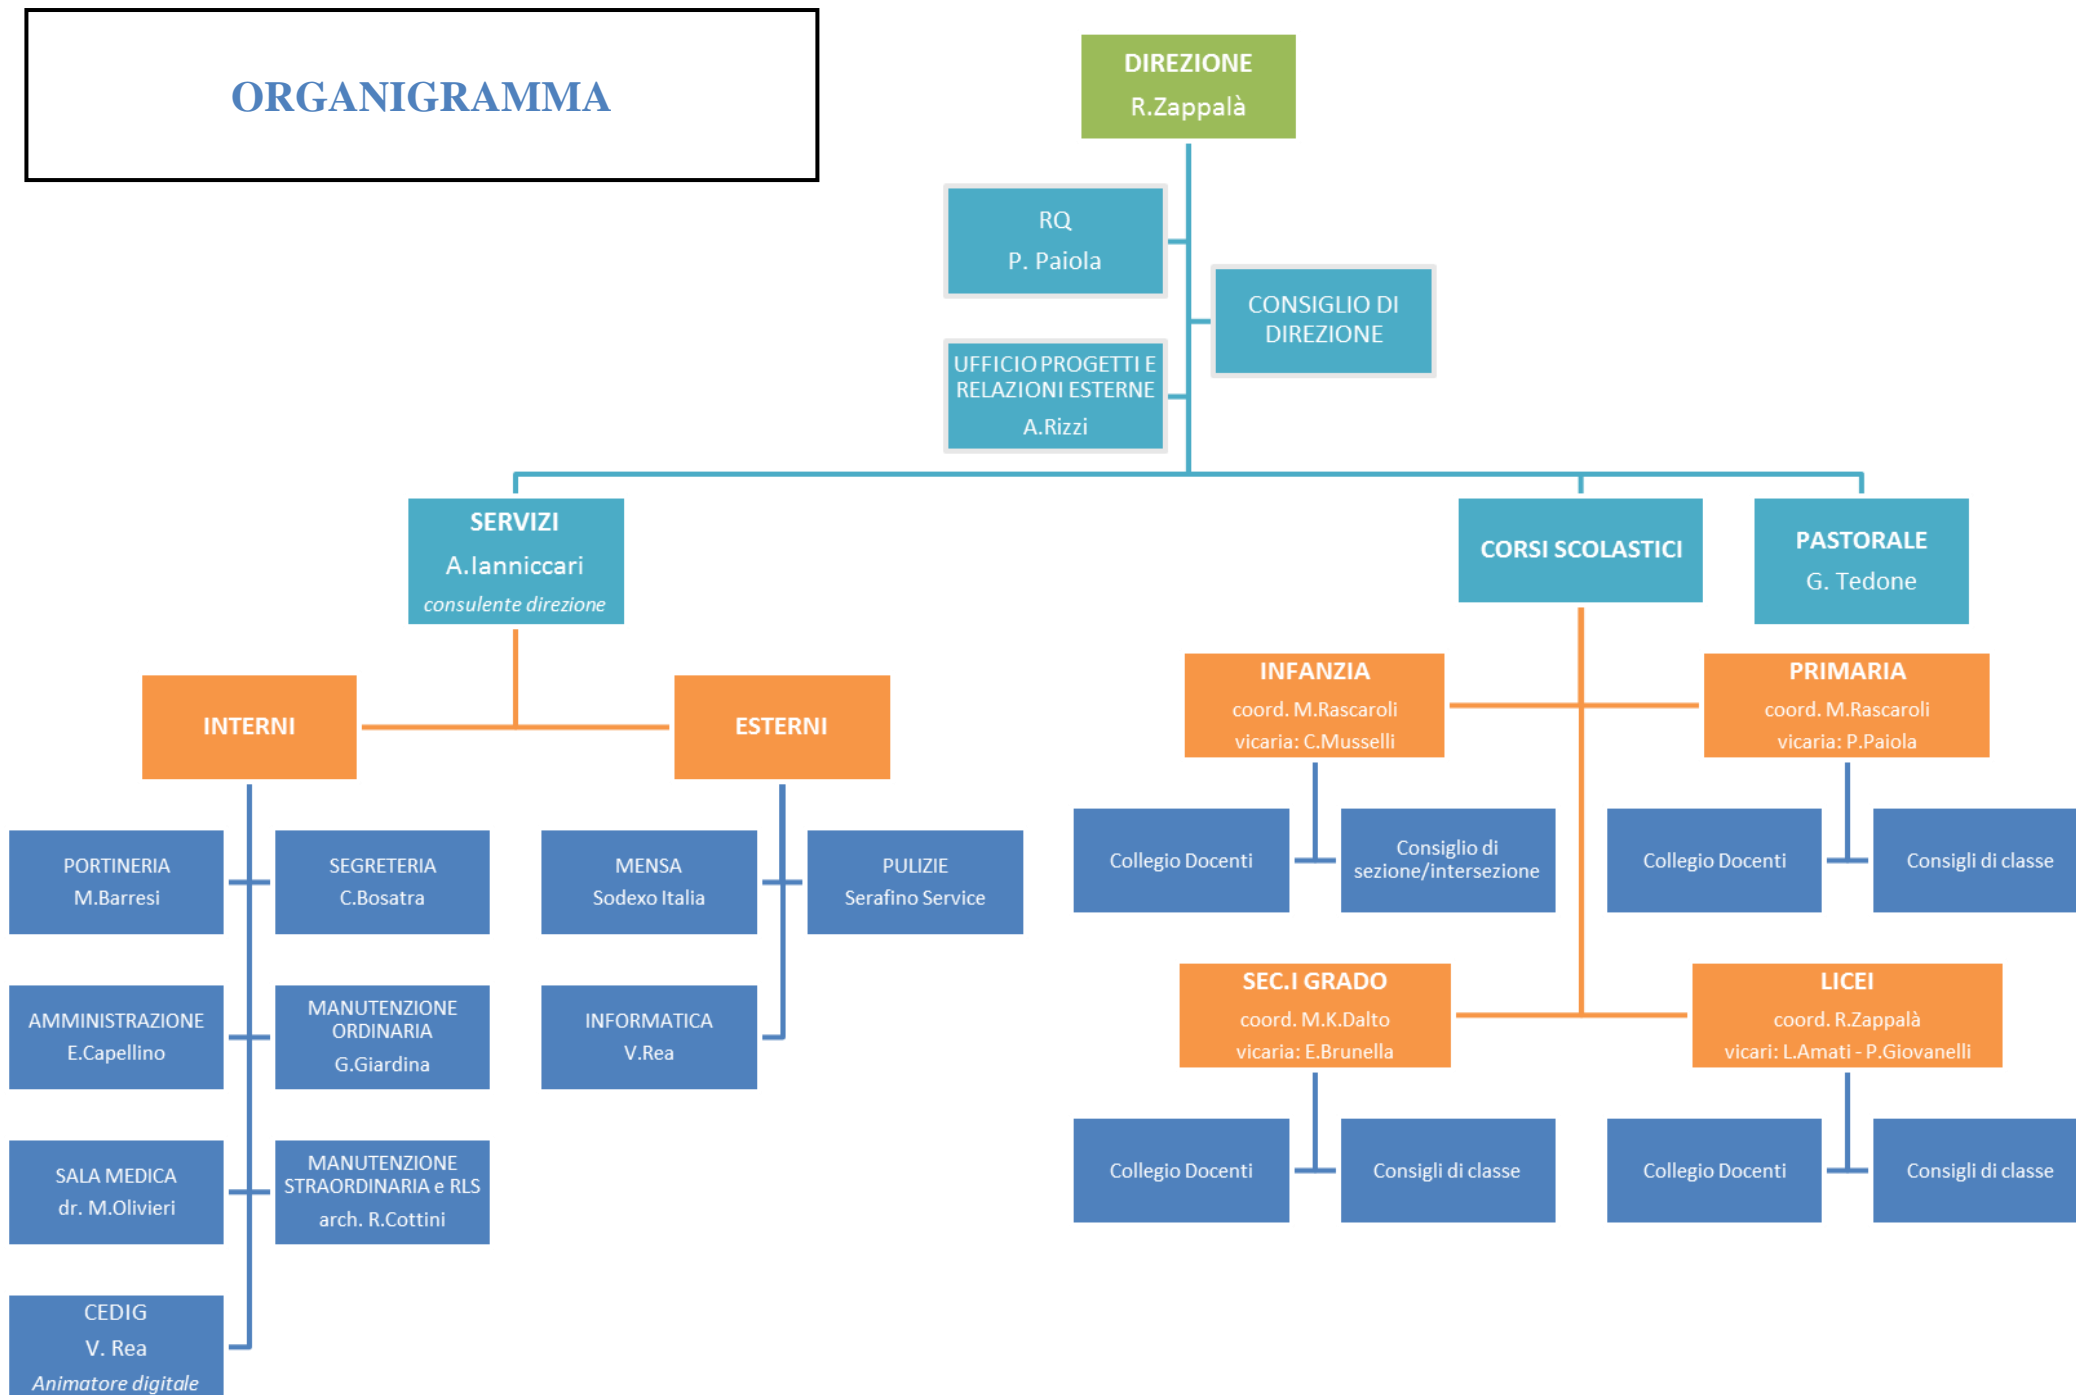 ORGANIGRAMMA
DIREZIONE
R.Zappalà
RQ
P. Paiola
CONSIGLIO DI
DIREZIONE
UFFICIO PROGETTI E
RELAZIONI ESTERNE
A.Rizzi
SERVIZI
A.Ianniccari
consulente direzione
CORSI SCOLASTICI
PASTORALE
G. Tedone
INTERNI
ESTERNI
PORTINERIA
M.Barresi
SEGRETERIA
C.Bosatra
AMMINISTRAZIONE
E.Capellino
MANUTENZIONE
ORDINARIA
G.Giardina
SALA MEDICA
dr. M.Olivieri
MANUTENZIONE
STRAORDINARIA e RLS
arch. R.Cottini
CEDIG
V. Rea
Animatore digitale
MENSA
Sodexo Italia
PULIZIE
Serafino Service
INFORMATICA
V.Rea
INFANZIA
coord. M.Rascaroli
vicaria: C.Musselli
Collegio Docenti
Consiglio di
sezione/intersezione
PRIMARIA
coord. M.Rascaroli
vicaria: P.Paiola
Collegio Docenti
Consigli di classe
SEC.I GRADO
coord. M.K.Dalto
vicaria: E.Brunella
Collegio Docenti
Consigli di classe
LICEI
coord. R.Zappalà
vicari: L.Amati - P.Giovanelli
Collegio Docenti
Consigli di classe